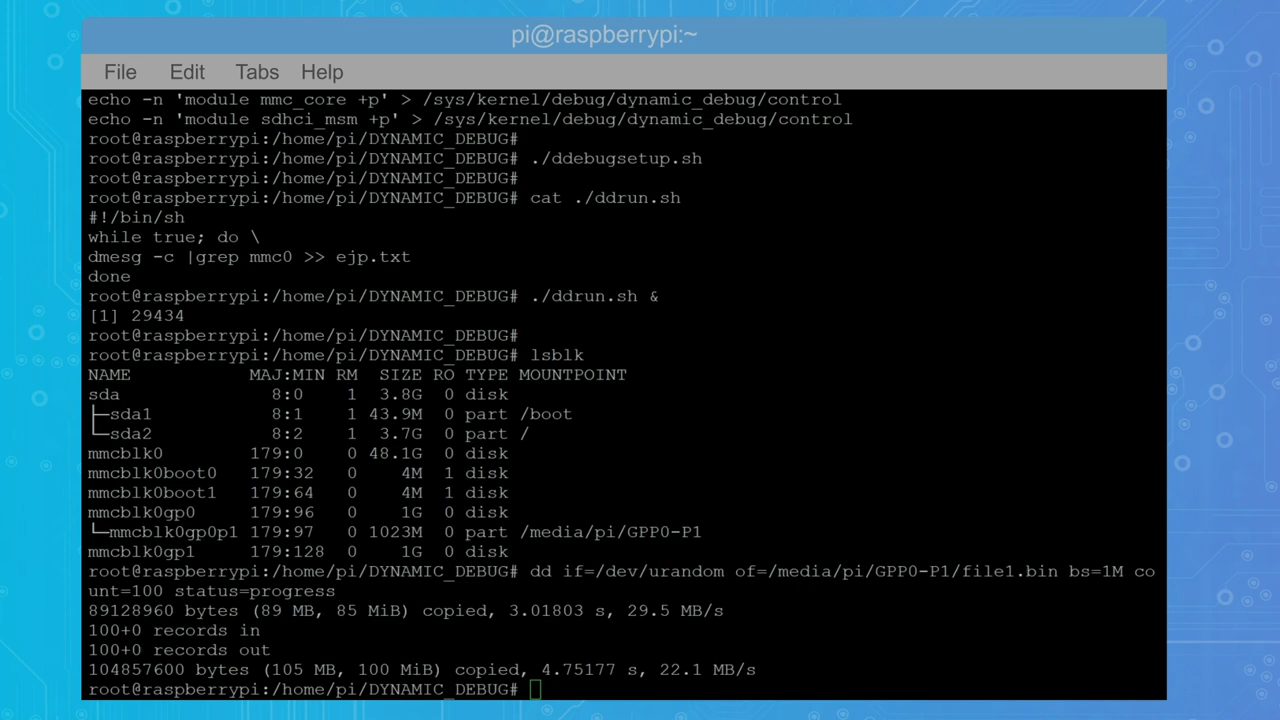 pi@raspberrypi:~
File Edit Tabs Help
echo -n 'module mmc_core +p' > /sys/kernel/debug/dynamic_debug/control
echo -n 'module sdhci_msm +p' > /sys/kernel/debug/dynamic_debug/control
root@raspberrypi:/home/pi/DYNAMIC_DEBUG#
root@raspberrypi:/home/pi/DYNAMIC_DEBUG# ./ddebugsetup.sh
root@raspberrypi:/home/pi/DYNAMIC_DEBUG#
root@raspberrypi:/home/pi/DYNAMIC_DEBUG# cat ./ddrun.sh
#!/bin/sh
while true; do \
dmesg -c |grep mmc0 >> ejp.txt
done
root@raspberrypi:/home/pi/DYNAMIC_DEBUG# ./ddrun.sh &
[1] 29434
root@raspberrypi:/home/pi/DYNAMIC_DEBUG#
root@raspberrypi:/home/pi/DYNAMIC_DEBUG# lsblk
NAME           MAJ:MIN RM  SIZE RO TYPE MOUNTPOINT
sda              8:0    1  3.8G  0 disk
├─sda1           8:1    1 43.9M  0 part /boot
└─sda2           8:2    1  3.7G  0 part /
mmcblk0        179:0    0 48.1G  0 disk
mmcblk0boot0   179:32   0    4M  1 disk
mmcblk0boot1   179:64   0    4M  1 disk
mmcblk0gp0     179:96   0    1G  0 disk
└─mmcblk0gp0p1 179:97   0 1023M  0 part /media/pi/GPP0-P1
mmcblk0gp1     179:128  0    1G  0 disk
root@raspberrypi:/home/pi/DYNAMIC_DEBUG# dd if=/dev/urandom of=/media/pi/GPP0-P1/file1.bin bs=1M co
unt=100 status=progress
89128960 bytes (89 MB, 85 MiB) copied, 3.01803 s, 29.5 MB/s
100+0 records in
100+0 records out
104857600 bytes (105 MB, 100 MiB) copied, 4.75177 s, 22.1 MB/s
root@raspberrypi:/home/pi/DYNAMIC_DEBUG#